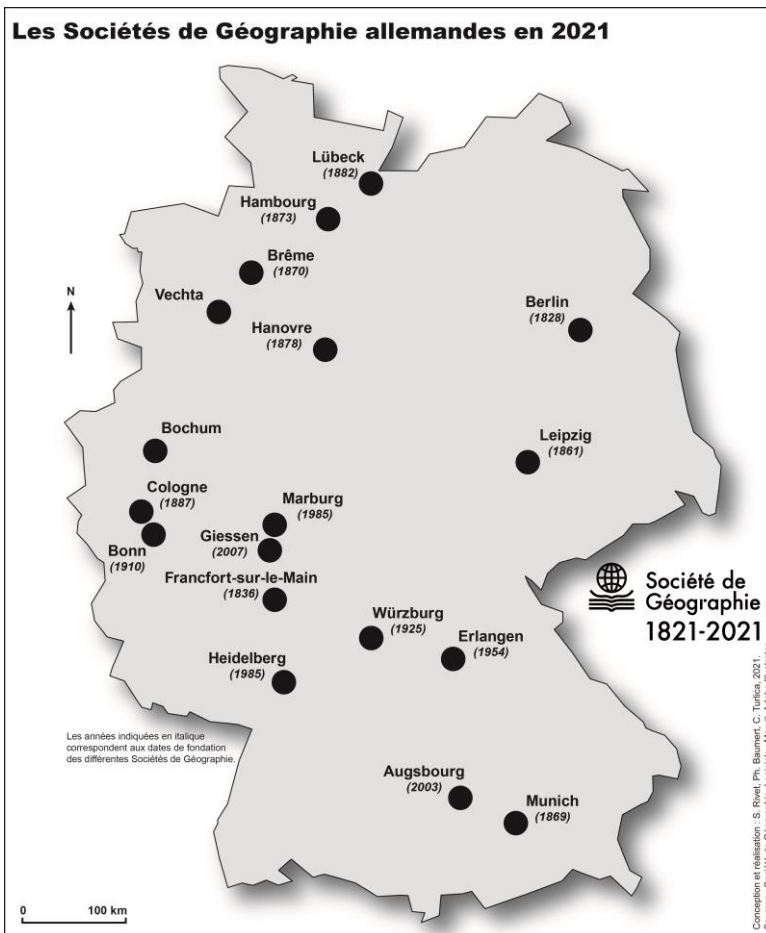 Les Sociétés de Géographie allemandes en 2021
Lübeck
(1882)
Hambourg
(1873)
Brême
(1870)
Vechta
N
Berlin
(1828)
Hanovre
(1878)
Bochum
Leipzig
(1861)
Cologne
(1887)
Marburg
(1985)
Giessen
(2007)
Bonn
(1910)
Francfort-sur-le-Main
(1836)
Société de
Géographie
1821-2021
Würzburg
(1925)
Erlangen
(1954)
Heidelberg
(1985)
Les années indiquées en italique
correspondent aux dates de fondation
des différentes Sociétés de Géographie.
Augsbourg
(2003)
Munich
(1869)
0 100 km
Conception et réalisation : S. Rivet, Ph. Baumert, C. Turlica, 2021.